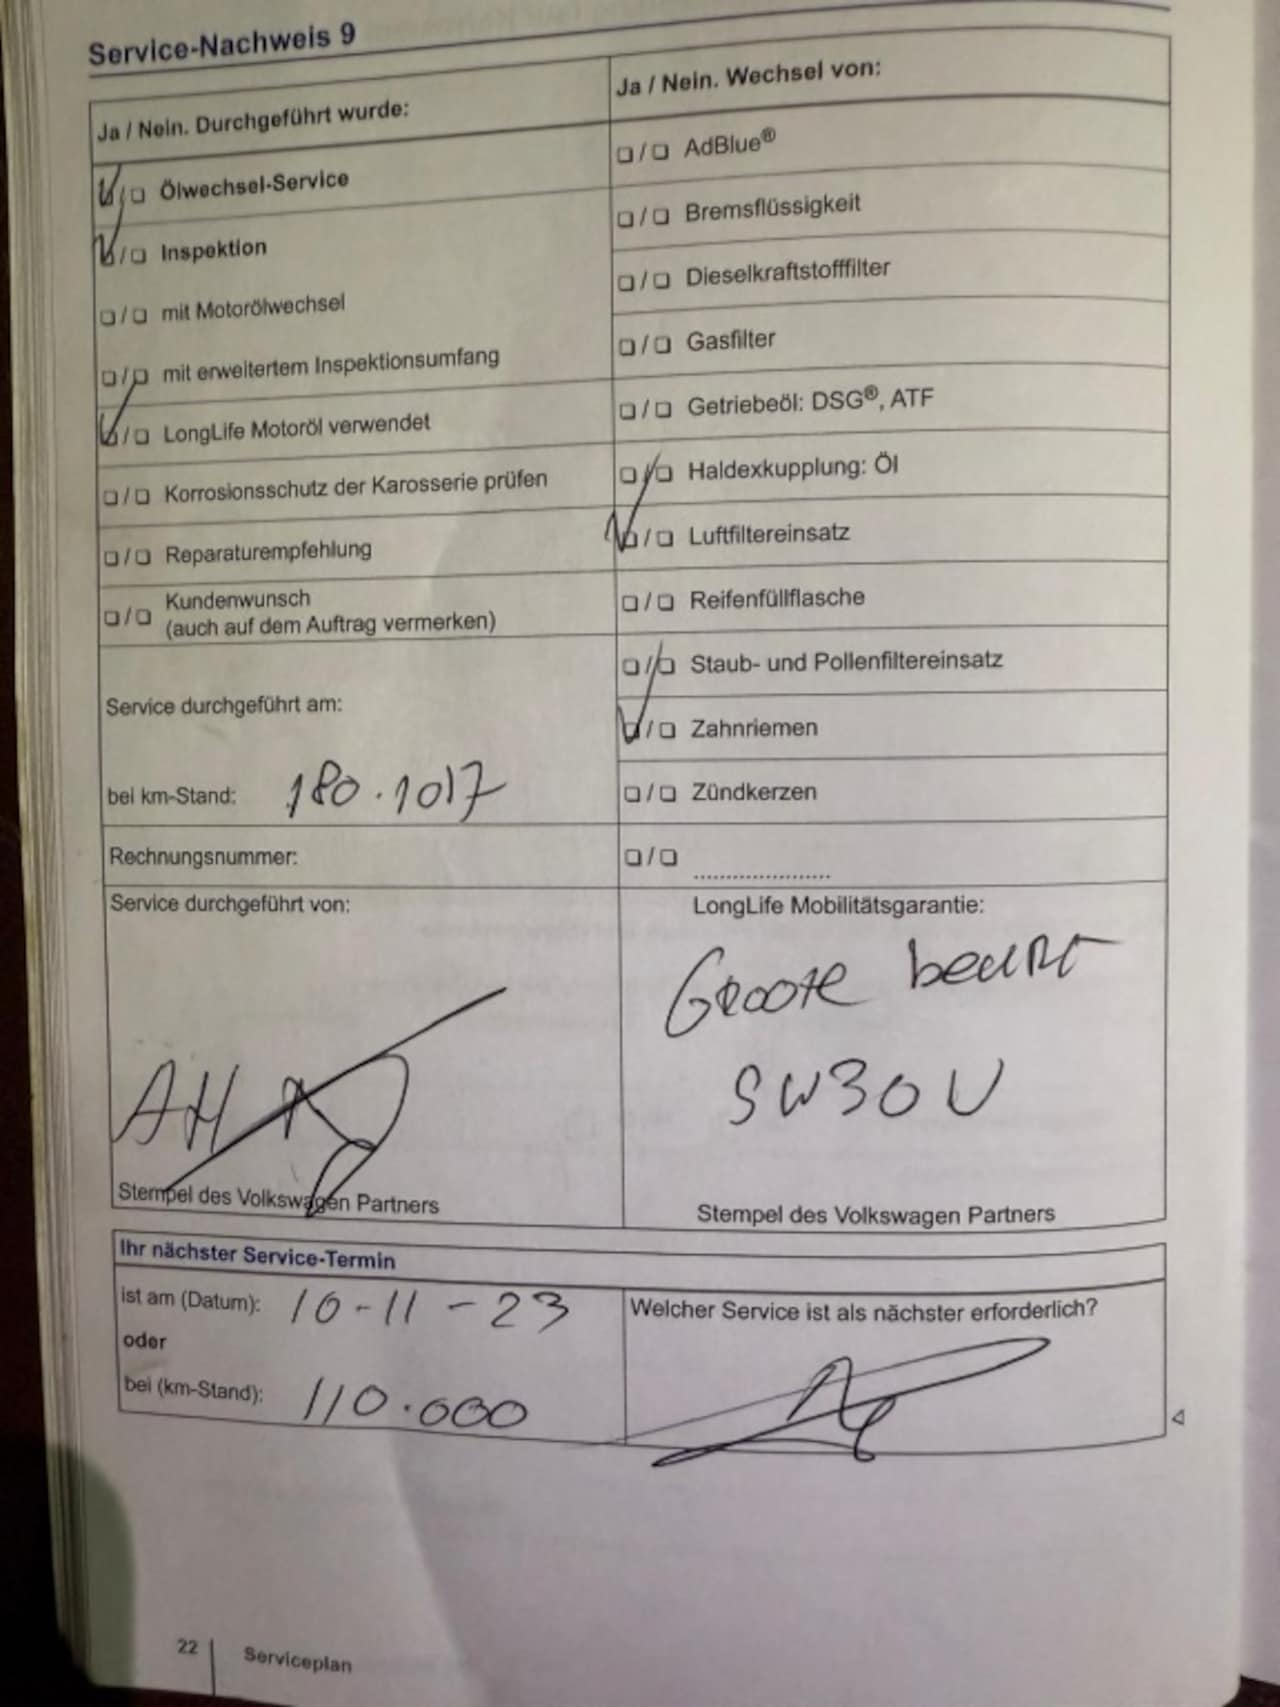 Service-Nachweis 9
Ja / Nein. Durchgeführt wurde:
❏/❏ Ölwechsel-Service
❏/❏ Inspektion
❏/❏ mit Motorölwechsel
❏/❏ mit erweitertem Inspektionsumfang
❏/❏ LongLife Motoröl verwendet
❏/❏ Korrosionsschutz der Karosserie prüfen
❏/❏ Reparaturempfehlung
❏/❏ Kundenwunsch
(auch auf dem Auftrag vermerken)
Service durchgeführt am:
bei km-Stand: 180.1017
Rechnungsnummer:
Service durchgeführt von:
AH
Stempel des Volkswagen Partners
Ja / Nein. Wechsel von:
❏/❏ AdBlue®
❏/❏ Bremsflüssigkeit
❏/❏ Dieselkraftstofffilter
❏/❏ Gasfilter
❏/❏ Getriebeöl: DSG®, ATF
❏/❏ Haldexkupplung: Öl
❏/❏ Luftfiltereinsatz
❏/❏ Reifenfüllflasche
❏/❏ Staub- und Pollenfiltereinsatz
❏/❏ Zahnriemen
❏/❏ Zündkerzen
❏/❏ .....................
LongLife Mobilitätsgarantie:
Groote beurt
5W30 V
Stempel des Volkswagen Partners
Ihr nächster Service-Termin
ist am (Datum): 10-11-23
oder
bei (km-Stand): 110.000
Welcher Service ist als nächster erforderlich?
22 Serviceplan